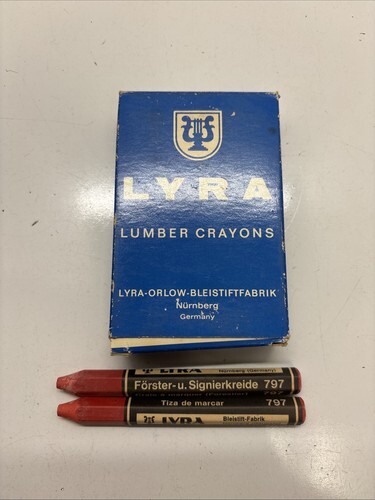 LYRA
LUMBER CRAYONS
LYRA-ORLOW-BLEISTIFTFABRIK
Nürnberg
Germany
LYRA Nürnberg (Germany)
Förster-u. Signierkreide 797
797
Tiza de marcar 797
LYRA Bleistift-Fabrik